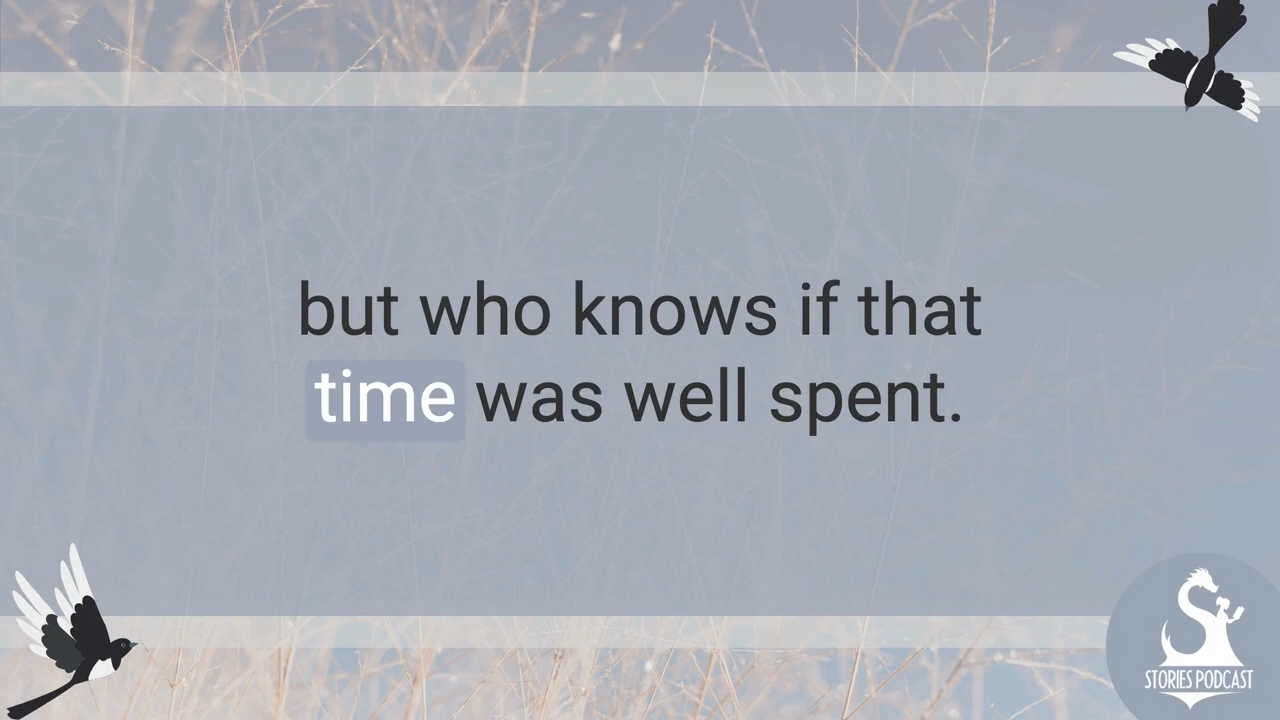 but who knows if that
time was well spent.
STORIES PODCAST